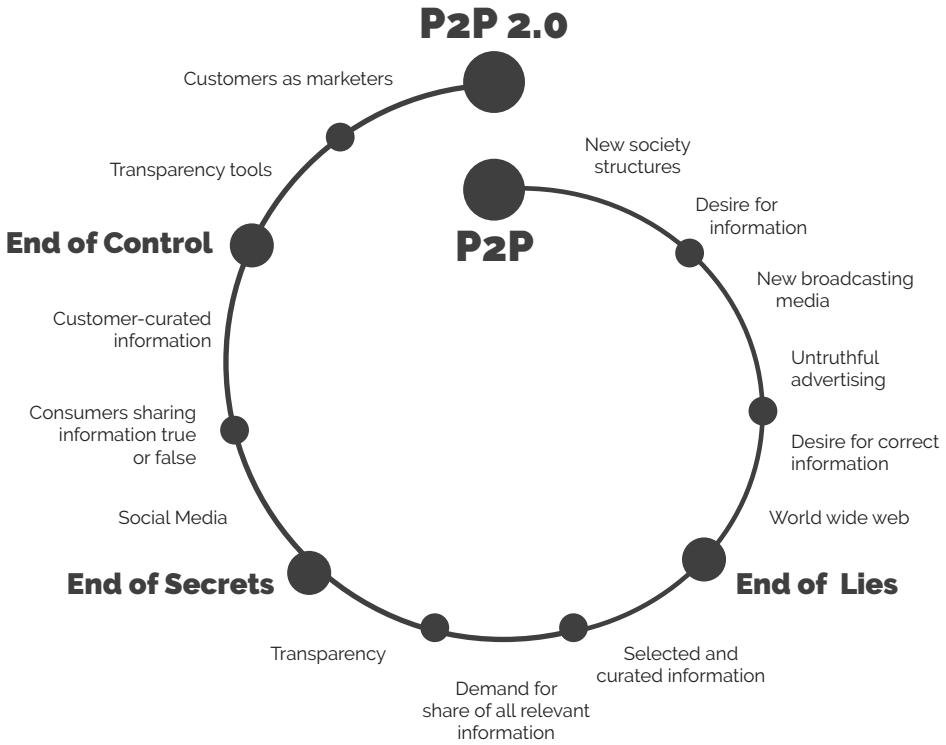 P2P 2.0
Customers as marketers
Transparency tools
End of Control
Customer-curated
information
Consumers sharing
information true
or false
Social Media
End of Secrets
Transparency
Demand for
share of all relevant
information
Selected and
curated information
End of Lies
World wide web
Desire for correct
information
Untruthful
advertising
New broadcasting
media
Desire for
information
New society
structures
P2P